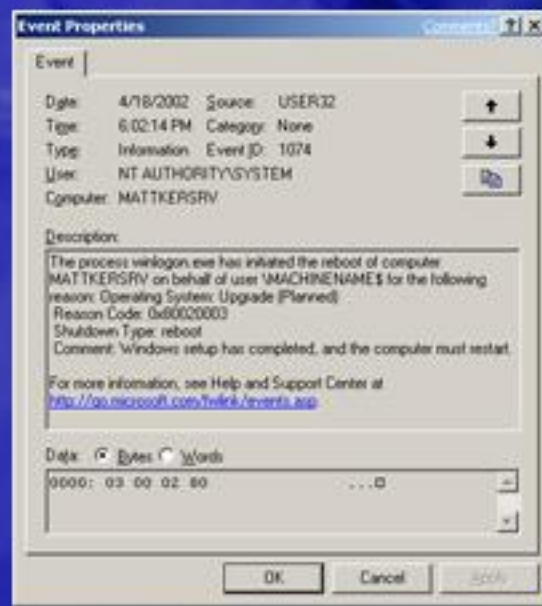 Event Properties Comments? ? X
Event
Date: 4/18/2002 Source: USER32
Time: 6:02:14 PM Category: None
Type: Information Event ID: 1074
User: NT AUTHORITY\SYSTEM
Computer: MATTKERSRV
Description:
The process winlogon.exe has initiated the reboot of computer
MATTKERSRV on behalf of user \MACHINENAME$ for the following
reason: Operating System: Upgrade (Planned)
Reason Code: 0x80020003
Shutdown Type: reboot
Comment: Windows setup has completed, and the computer must restart.
For more information, see Help and Support Center at
http://go.microsoft.com/fwlink/events.asp.
Data: Bytes Words
0000: 03 00 02 80 ...
OK Cancel Apply